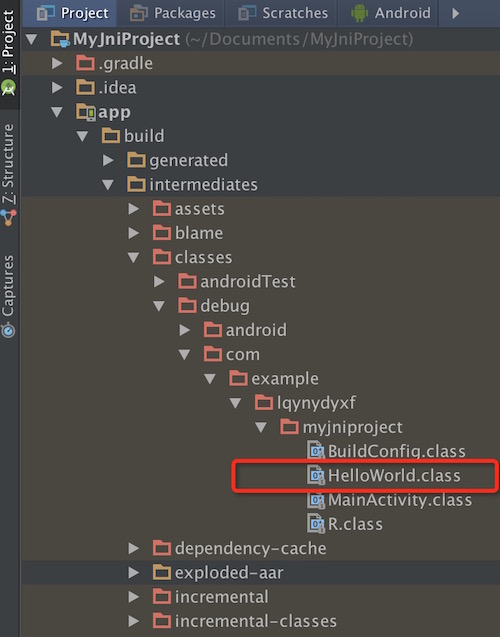 Project Packages Scratches Android
1: Project
Z: Structure
Captures
MyJniProject (~/Documents/MyJniProject)
.gradle
.idea
app
build
generated
intermediates
assets
blame
classes
androidTest
debug
android
com
example
lqynydyxf
myjniproject
BuildConfig.class
HelloWorld.class
MainActivity.class
R.class
dependency-cache
exploded-aar
incremental
incremental-classes